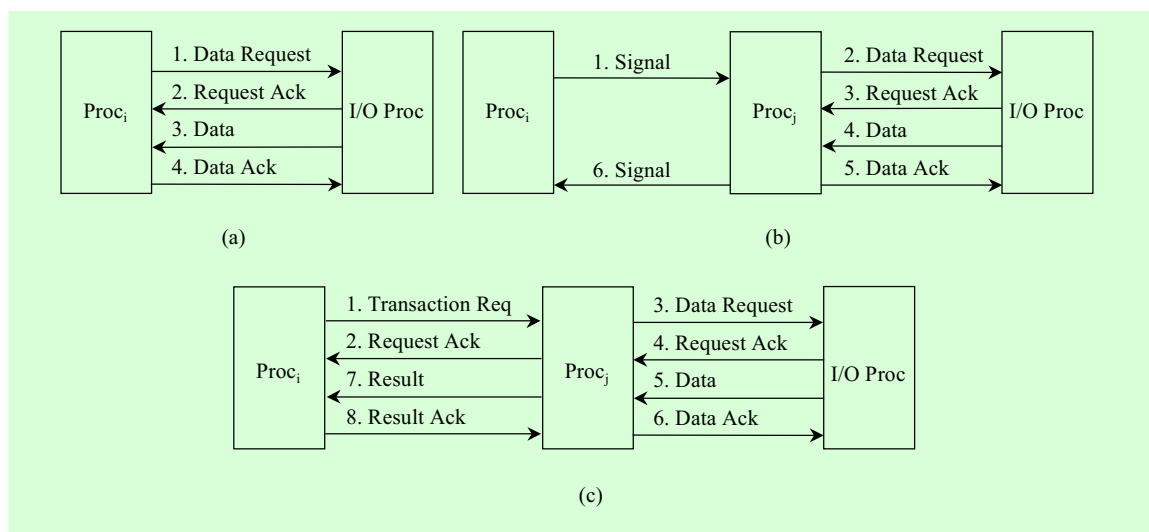 1. Data Request
2. Request Ack
3. Data
4. Data Ack
Proc_i
I/O Proc
(a)
1. Signal
6. Signal
Proc_i
Proc_j
2. Data Request
3. Request Ack
4. Data
5. Data Ack
I/O Proc
(b)
1. Transaction Req
2. Request Ack
7. Result
8. Result Ack
Proc_i
Proc_j
3. Data Request
4. Request Ack
5. Data
6. Data Ack
I/O Proc
(c)